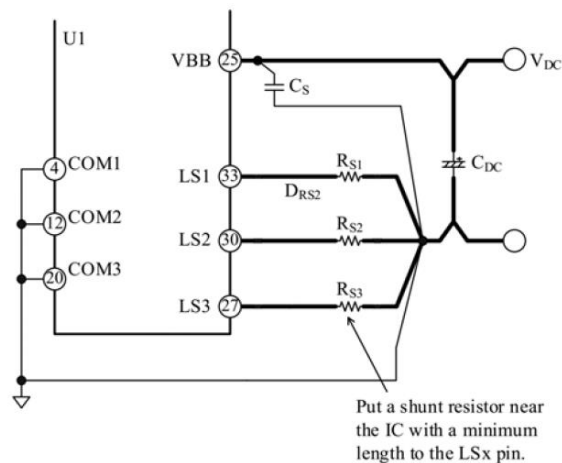 U1
VBB 25
V_DC
C_S
4 COM1
C_DC
LS1 33
R_S1
D_RS2
12 COM2
LS2 30
R_S2
20 COM3
LS3 27
R_S3
Put a shunt resistor near
the IC with a minimum
length to the LSx pin.